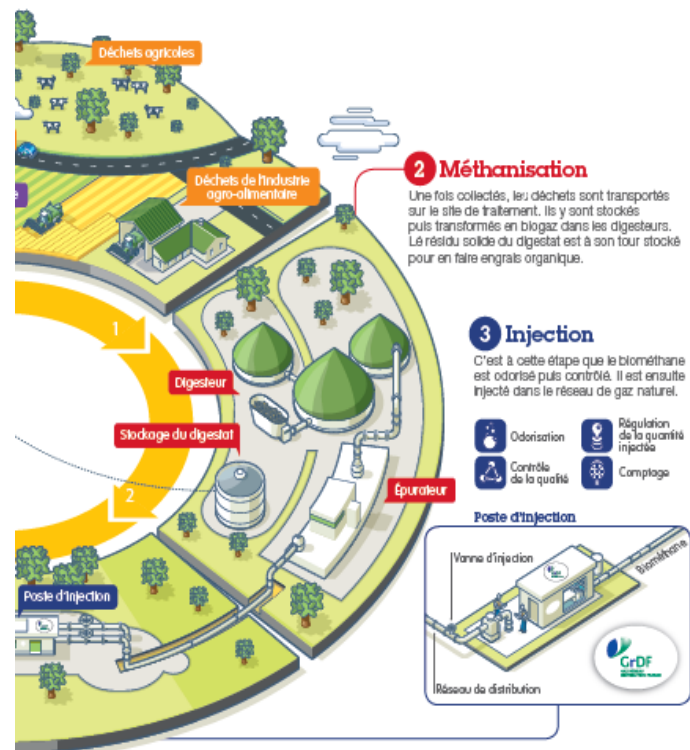 Déchets agricoles
Déchets de l'industrie
agro-alimentaire
e
1
2
Digesteur
Stockage du digestat
Épurateur
Poste d'injection
2 Méthanisation
Une fois collectés, les déchets sont transportés
sur le site de traitement. Ils y sont stockés
puis transformés en biogaz dans les digesteurs.
Lé résidu solide du digestat est à son tour stocké
pour en faire engrais organique.
3 Injection
C'est à cette étape que le biométhane
est odorisé puis contrôlé. Il est ensuite
injecté dans le réseau de gaz naturel.
Odorisation
Régulation
de la quantité
injectée
Contrôle
de la qualité
Comptage
Poste d'injection
Vanne d'injection
Biométhane
Réseau de distribution
GrDF